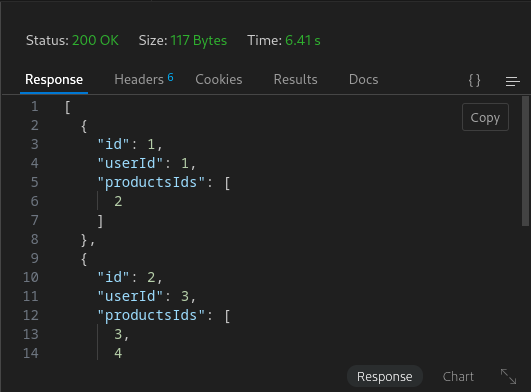 Status: 200 OK Size: 117 Bytes Time: 6.41 s
Response Headers 6 Cookies Results Docs {}
1 [
Copy
2 {
3 "id": 1,
4 "userId": 1,
5 "productsIds": [
6 2
7 ]
8 },
9 {
10 "id": 2,
11 "userId": 3,
12 "productsIds": [
13 3,
14 4
Response Chart